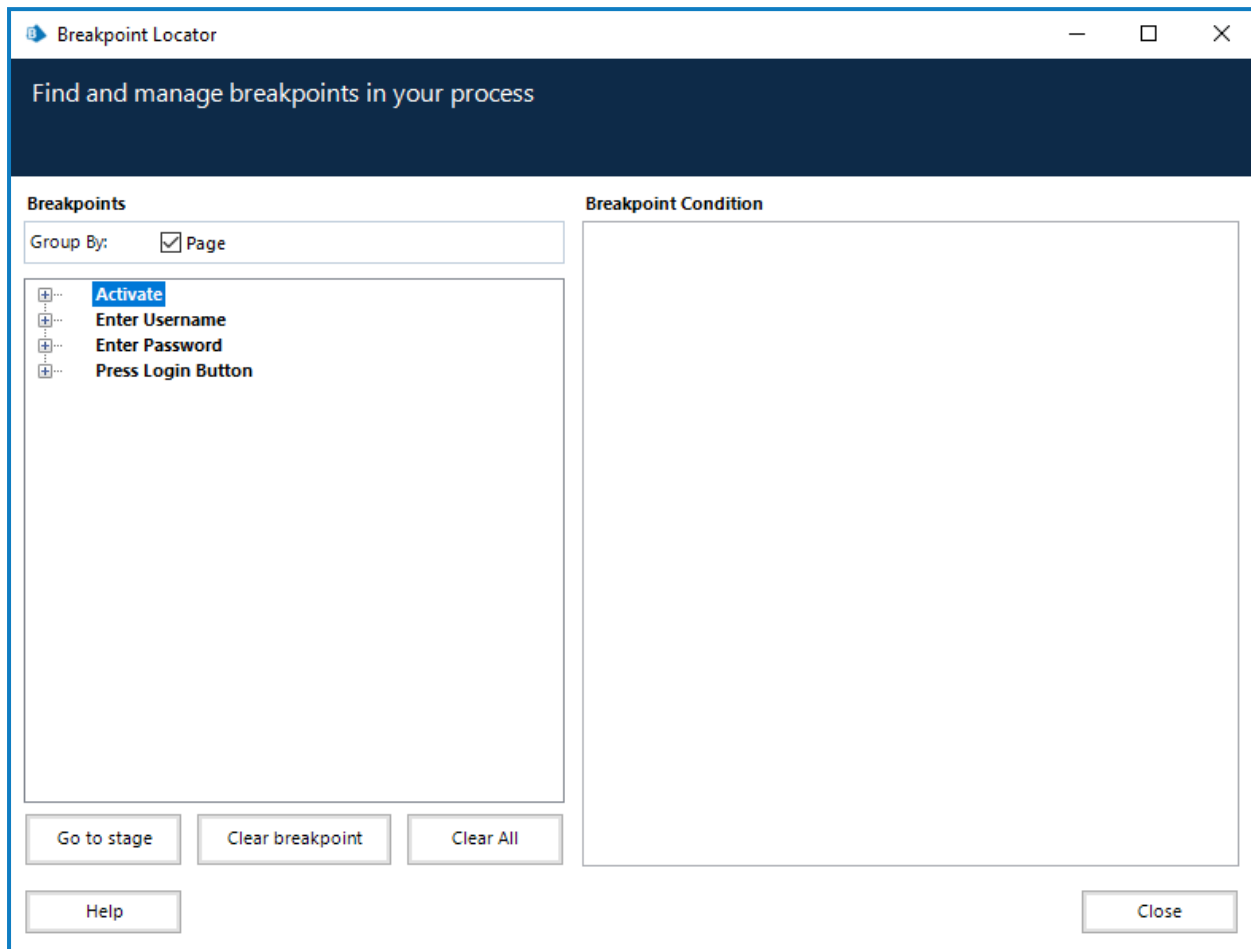 Breakpoint Locator
Find and manage breakpoints in your process
Breakpoints
Group By: Page
Activate
Enter Username
Enter Password
Press Login Button
Go to stage Clear breakpoint Clear All
Help
Breakpoint Condition
Close